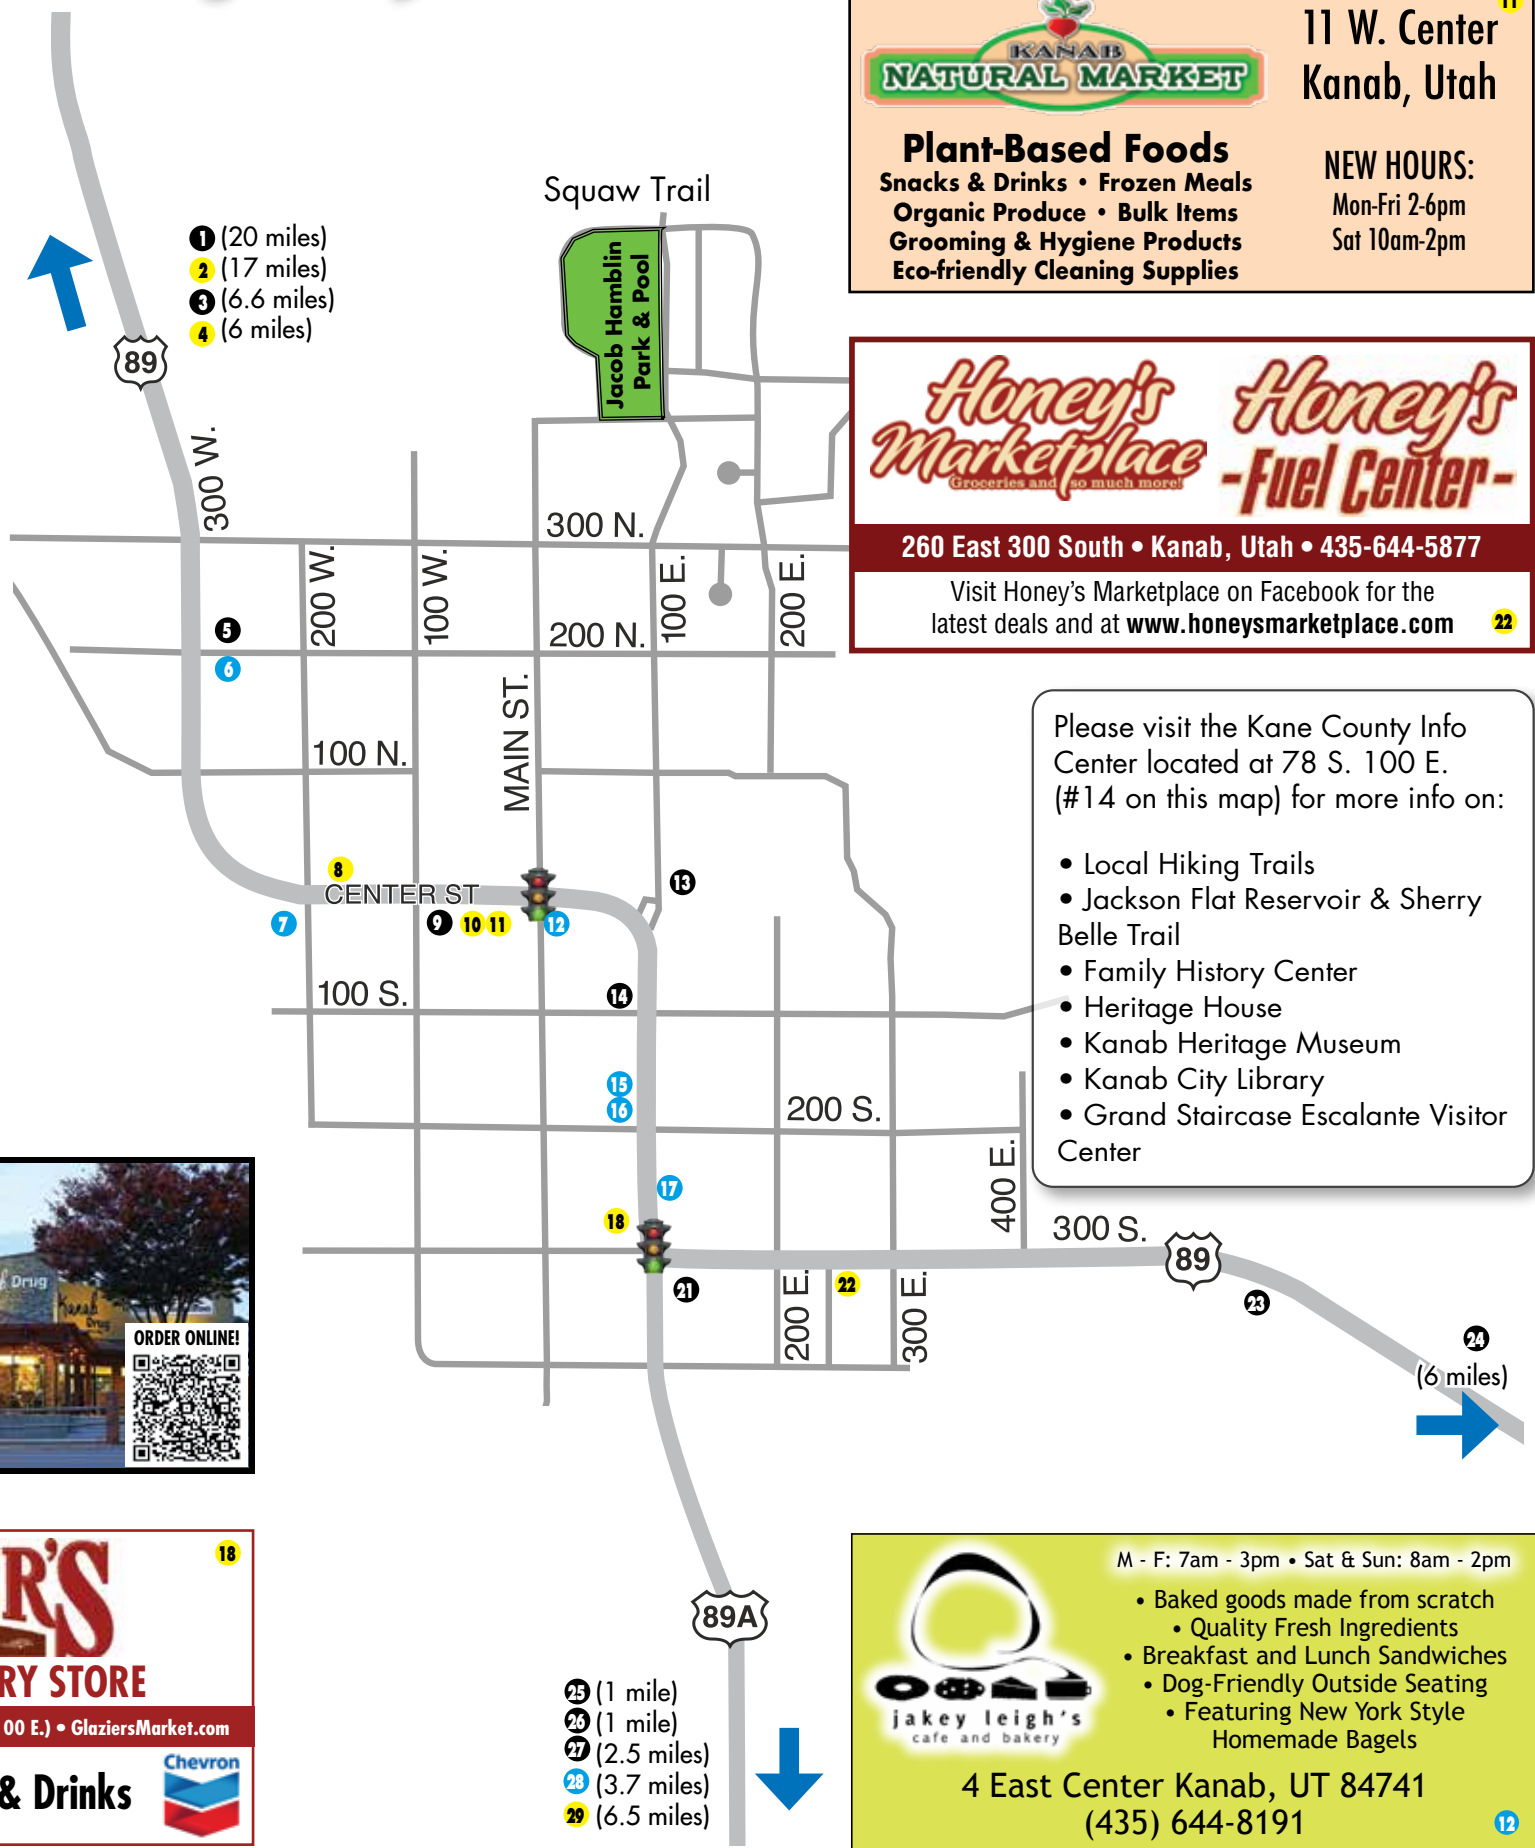 11
KANAB
NATURAL MARKET
11 W. Center
Kanab, Utah
Plant-Based Foods
Snacks & Drinks • Frozen Meals
Organic Produce • Bulk Items
Grooming & Hygiene Products
Eco-friendly Cleaning Supplies
NEW HOURS:
Mon-Fri 2-6pm
Sat 10am-2pm
Squaw Trail
Jacob Hamblin
Park & Pool
1 (20 miles)
2 (17 miles)
3 (6.6 miles)
4 (6 miles)
89
Honey's
Marketplace
Groceries and so much more!
Honey's
-Fuel Center-
260 East 300 South • Kanab, Utah • 435-644-5877
Visit Honey's Marketplace on Facebook for the
latest deals and at www.honeysmarketplace.com
22
300 W.
300 N.
200 W.
100 W.
100 E.
200 E.
5
200 N.
6
MAIN ST.
100 N.
8
CENTER ST
7
9
10
11
12
13
100 S.
14
15
16
200 S.
17
18
400 E.
300 S.
89
21
22
23
200 E.
300 E.
24
(6 miles)
Please visit the Kane County Info
Center located at 78 S. 100 E.
(#14 on this map) for more info on:
• Local Hiking Trails
• Jackson Flat Reservoir & Sherry
Belle Trail
• Family History Center
• Heritage House
• Kanab Heritage Museum
• Kanab City Library
• Grand Staircase Escalante Visitor
Center
Drug
Kanab
Drug
ORDER ONLINE!
R'S
18
RY STORE
00 E.) • GlaziersMarket.com
& Drinks
Chevron
89A
25 (1 mile)
26 (1 mile)
27 (2.5 miles)
28 (3.7 miles)
29 (6.5 miles)
jakey leigh's
cafe and bakery
M - F: 7am - 3pm • Sat & Sun: 8am - 2pm
• Baked goods made from scratch
• Quality Fresh Ingredients
• Breakfast and Lunch Sandwiches
• Dog-Friendly Outside Seating
• Featuring New York Style
Homemade Bagels
4 East Center Kanab, UT 84741
(435) 644-8191
12